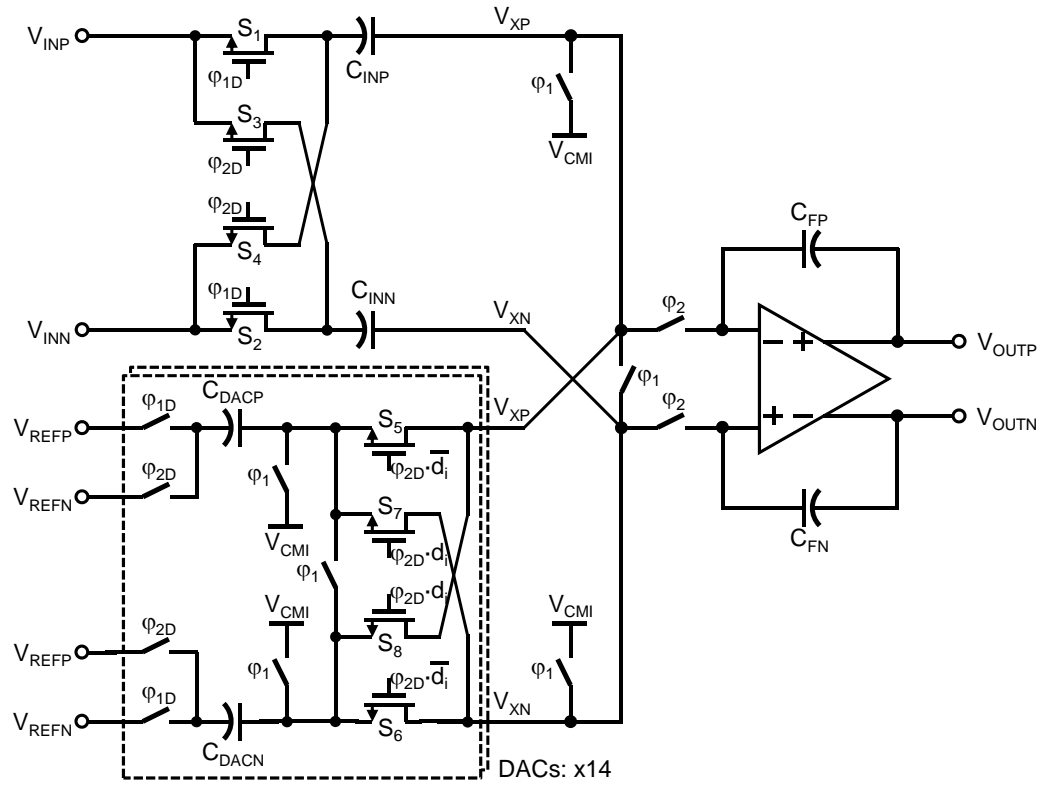 V_INP
S_1
φ_1D
C_INP
V_XP
φ_1
V_CMI
S_3
φ_2D
φ_2D
S_4
φ_1D
V_INN
S_2
C_INN
V_XN
C_FP
φ_2
φ_1
φ_2
− +
+ −
V_OUTP
V_OUTN
C_FN
V_REFP
φ_1D
C_DACP
V_REFN
φ_2D
φ_1
V_CMI
S_5
φ_2D·d̅_i
V_XP
S_7
φ_2D·d_i
φ_1
φ_2D·d_i
S_8
V_CMI
φ_1
φ_2D·d̅_i
S_6
V_XN
V_CMI
φ_1
V_REFP
φ_2D
V_REFN
φ_1D
C_DACN
DACs: x14